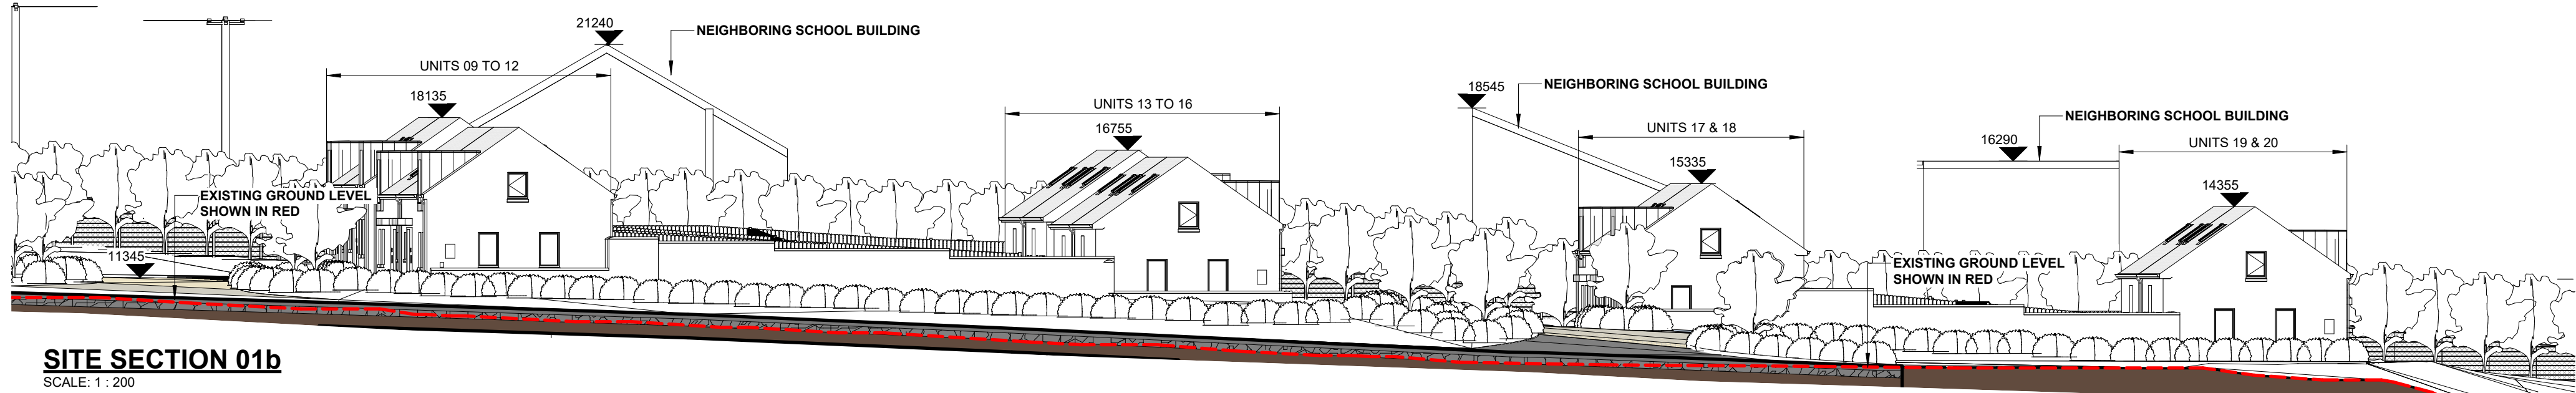 21240
NEIGHBORING SCHOOL BUILDING
UNITS 09 TO 12
18135
18545
NEIGHBORING SCHOOL BUILDING
UNITS 13 TO 16
16755
UNITS 17 & 18
15335
NEIGHBORING SCHOOL BUILDING
16290
UNITS 19 & 20
14355
EXISTING GROUND LEVEL
SHOWN IN RED
11345
EXISTING GROUND LEVEL
SHOWN IN RED
SITE SECTION 01b
SCALE: 1 : 200